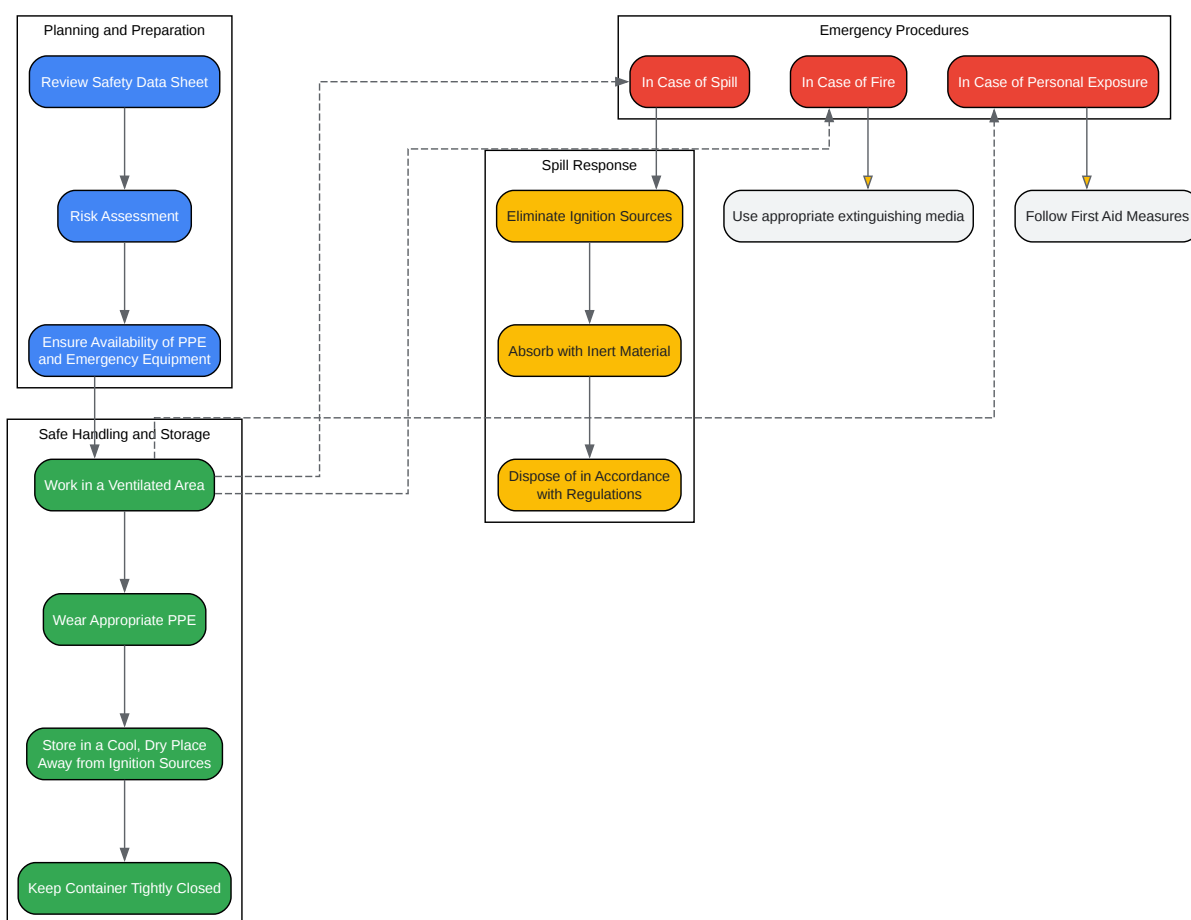 Planning and Preparation
Review Safety Data Sheet
Risk Assessment
Ensure Availability of PPE
and Emergency Equipment
Safe Handling and Storage
Work in a Ventilated Area
Wear Appropriate PPE
Store in a Cool, Dry Place
Away from Ignition Sources
Keep Container Tightly Closed
Emergency Procedures
In Case of Spill
In Case of Fire
In Case of Personal Exposure
Spill Response
Eliminate Ignition Sources
Absorb with Inert Material
Dispose of in Accordance
with Regulations
Use appropriate extinguishing media
Follow First Aid Measures